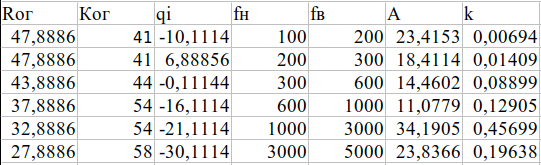 Rог Ког qi fн fв A k
47,8886 41 -10,1114 100 200 23,4153 0,00694
47,8886 41 6,88856 200 300 18,4114 0,01409
43,8886 44 -0,11144 300 600 14,4602 0,08899
37,8886 54 -16,1114 600 1000 11,0779 0,12905
32,8886 54 -21,1114 1000 3000 34,1905 0,45699
27,8886 58 -30,1114 3000 5000 23,8366 0,19638